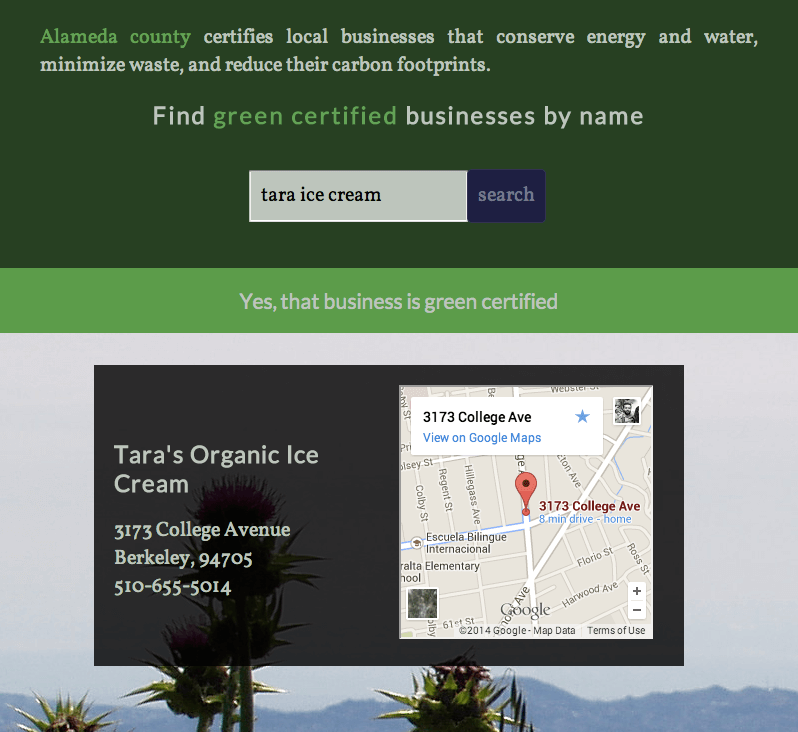 Alameda county certifies local businesses that conserve energy and water,
minimize waste, and reduce their carbon footprints.
Find green certified businesses by name
tara ice cream
search
Yes, that business is green certified
Tara's Organic Ice
Cream
3173 College Avenue
Berkeley, 94705
510-655-5014
Webster St
3173 College Ave
View on Google Maps
olsey St
Colby St
Regent St
Hillegass Ave
3173 College Ave
8 min drive - home
Escuela Bilingüe
Internacional
ralta Elementary
hool
Florio St
Ross St
Harwood Ave
Google
61st St
©2014 Google - Map Data
Terms of Use